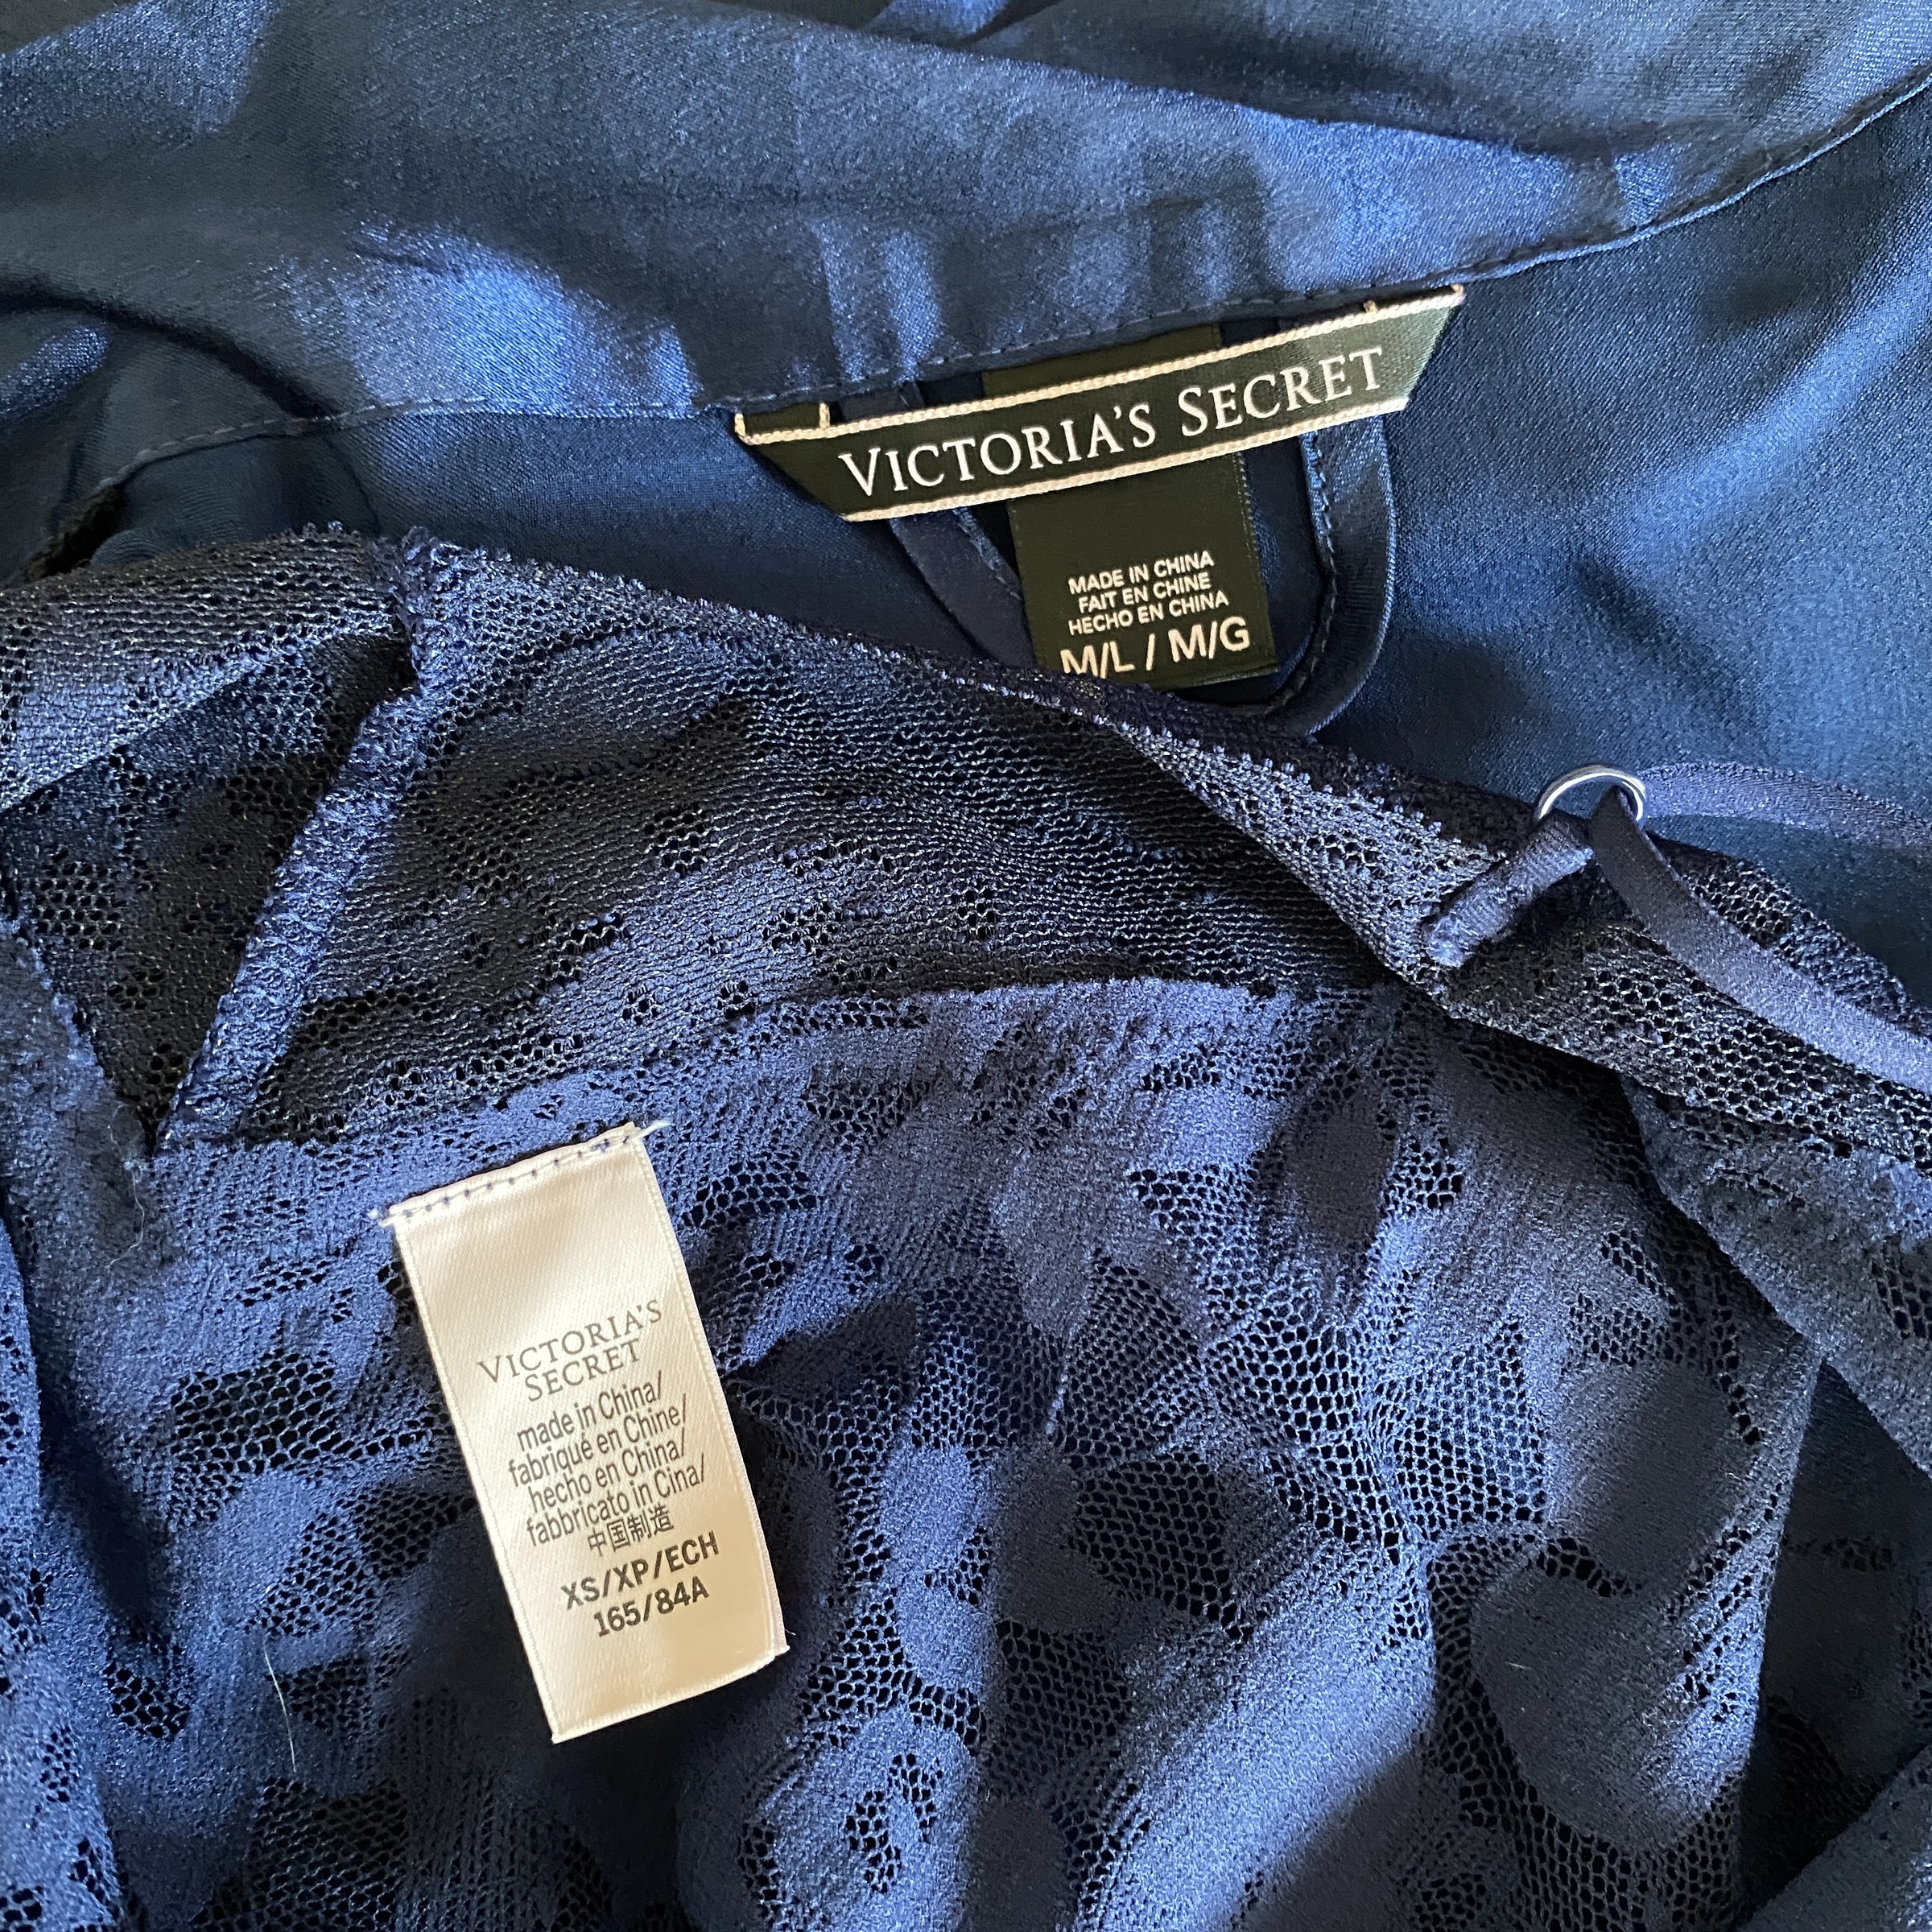 VICTORIA'S SECRET
MADE IN CHINA
FAIT EN CHINE
HECHO EN CHINA
M/L / M/G
VICTORIA'S
SECRET
made in China/
fabriqué en Chine/
hecho en China/
fabbricato in Cina/
中国制造
XS/XP/ECH
165/84A